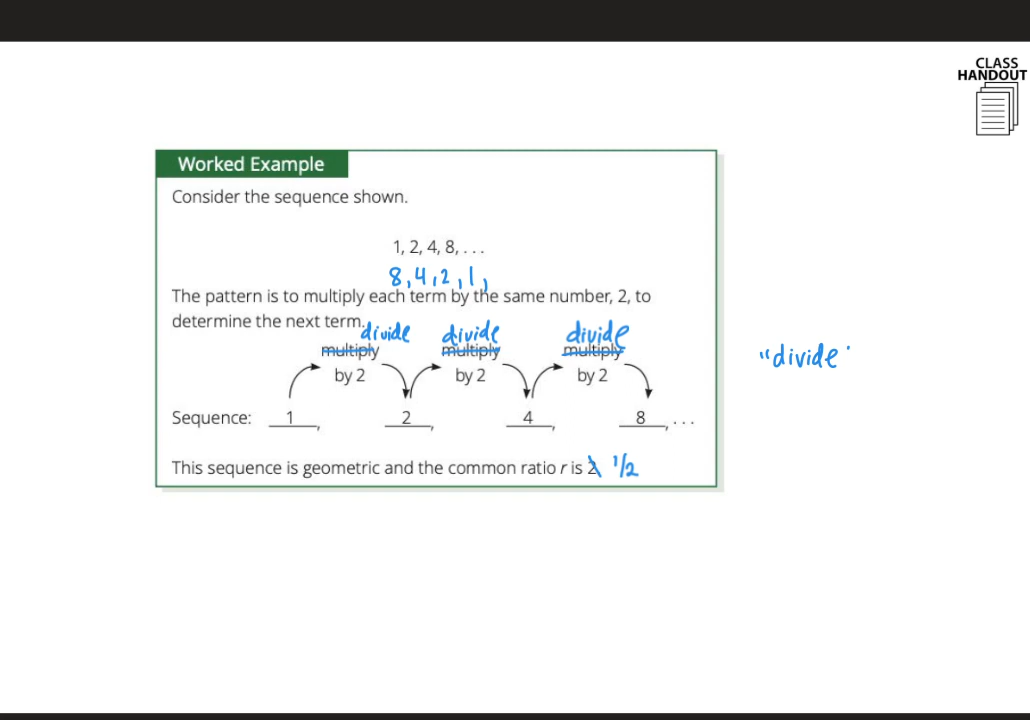 CLASS
HANDOUT
Worked Example
Consider the sequence shown.
1, 2, 4, 8, . . .
8, 4, 2, 1,
The pattern is to multiply each term by the same number, 2, to
determine the next term.
divide divide divide
multiply multiply multiply
by 2 by 2 by 2
"divide"
Sequence: 1, 2, 4, 8, . . .
This sequence is geometric and the common ratio r is 2 1/2